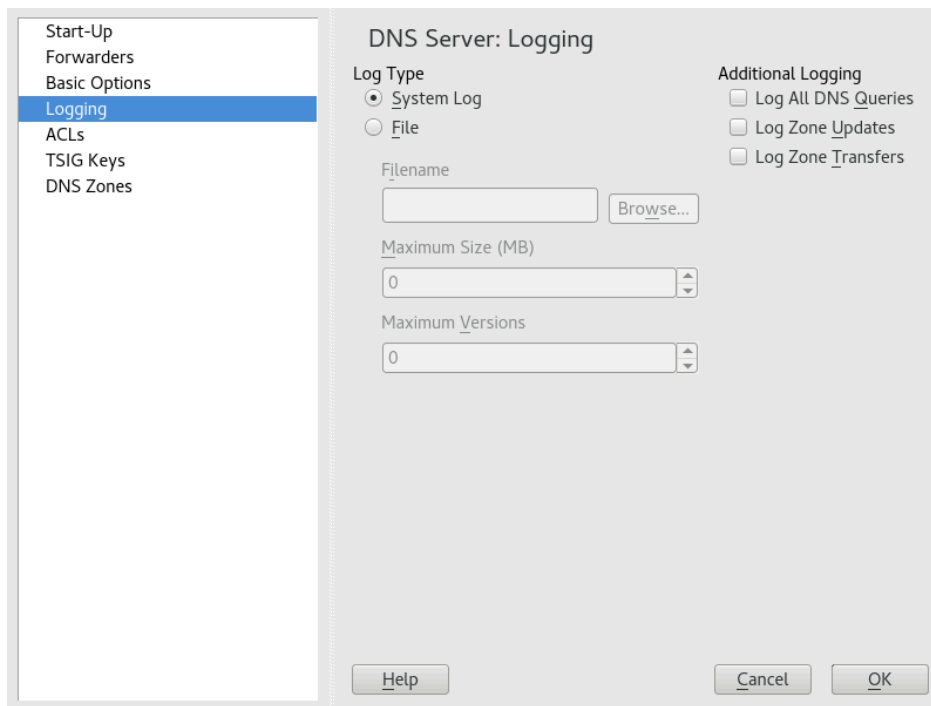 Start-Up
Forwarders
Basic Options
Logging
ACLs
TSIG Keys
DNS Zones
DNS Server: Logging
Log Type
System Log
File
Filename
Browse...
Maximum Size (MB)
0
Maximum Versions
0
Additional Logging
Log All DNS Queries
Log Zone Updates
Log Zone Transfers
Help
Cancel
OK